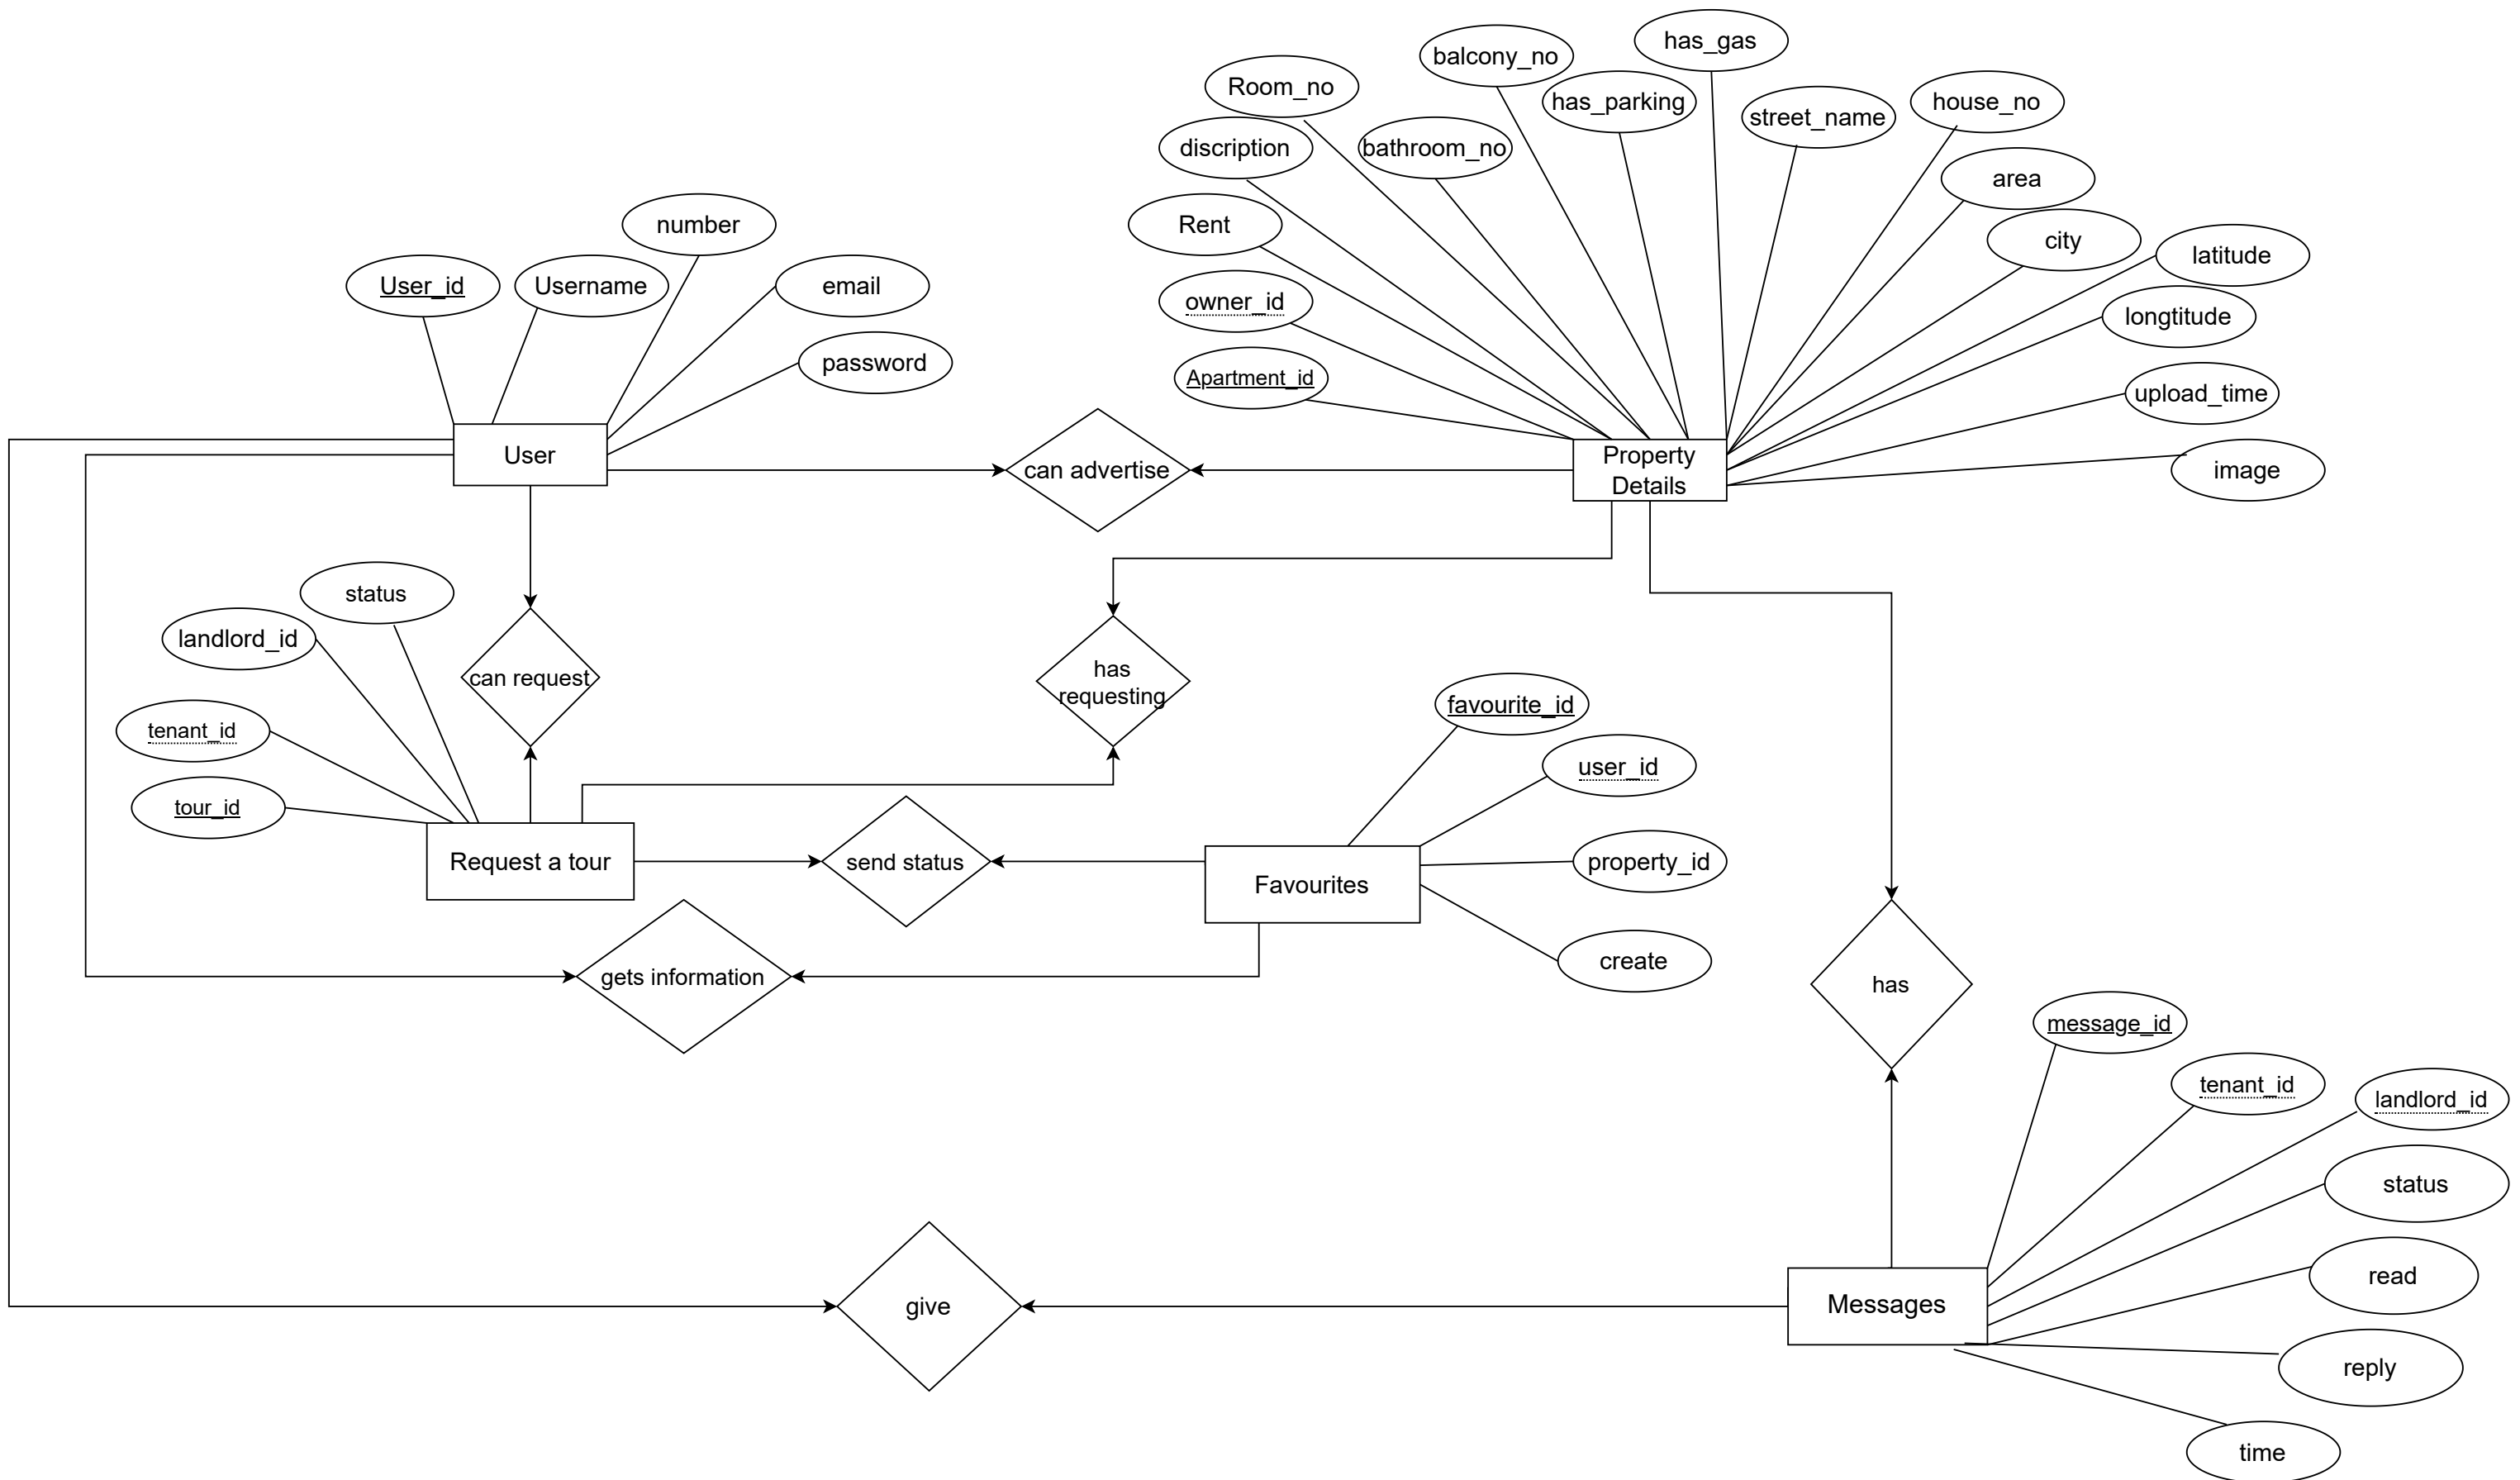 has_gas
balcony_no
Room_no
has_parking
house_no
street_name
discription
bathroom_no
area
number
Rent
city
latitude
User_id
Username
email
owner_id
longtitude
password
Apartment_id
upload_time
User
can advertise
Property
Details
image
status
landlord_id
can request
has
requesting
favourite_id
tenant_id
user_id
tour_id
Request a tour
send status
Favourites
property_id
create
gets information
has
message_id
tenant_id
landlord_id
status
read
give
Messages
reply
time